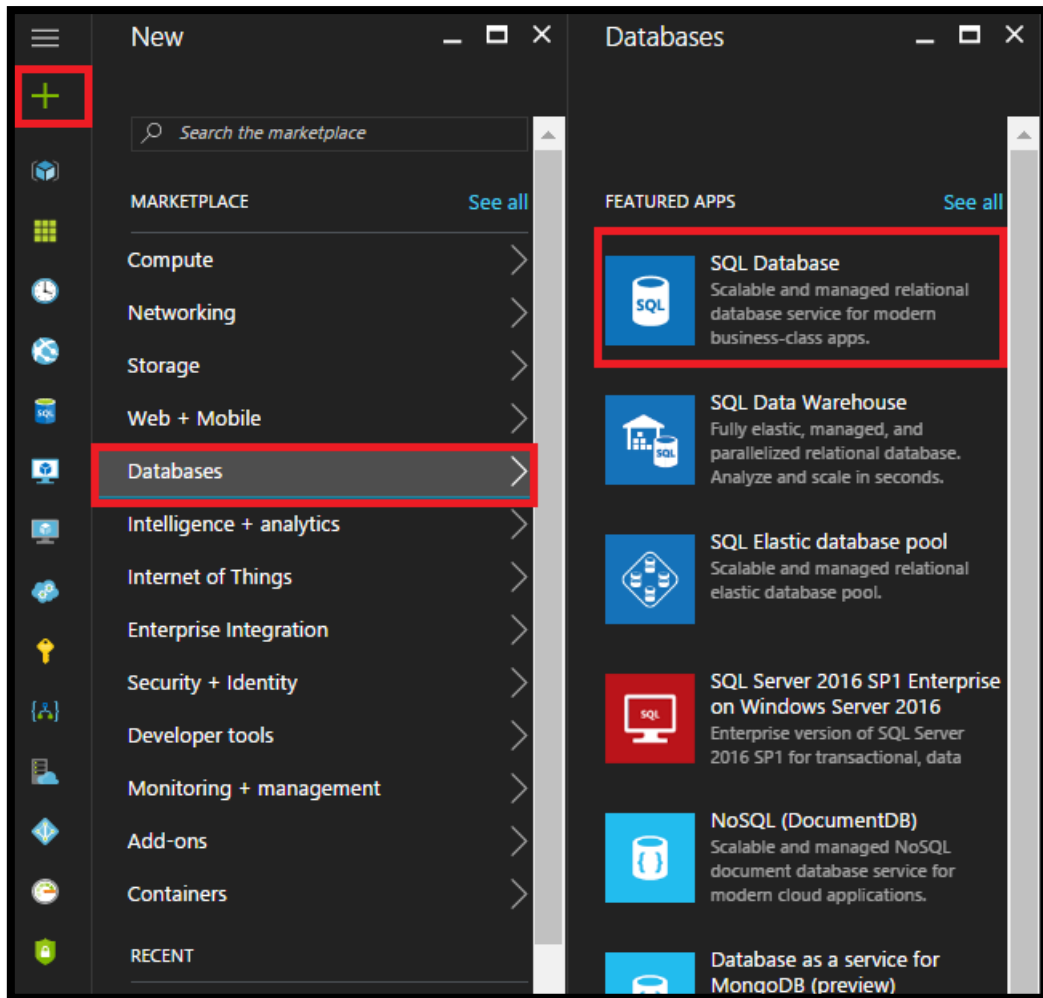 New
Search the marketplace
MARKETPLACE See all
Compute
Networking
Storage
Web + Mobile
Databases
Intelligence + analytics
Internet of Things
Enterprise Integration
Security + Identity
Developer tools
Monitoring + management
Add-ons
Containers
RECENT
Databases
FEATURED APPS See all
SQL
SQL Database
Scalable and managed relational
database service for modern
business-class apps.
SQL
SQL Data Warehouse
Fully elastic, managed, and
parallelized relational database.
Analyze and scale in seconds.
SQL Elastic database pool
Scalable and managed relational
elastic database pool.
SQL
SQL Server 2016 SP1 Enterprise
on Windows Server 2016
Enterprise version of SQL Server
2016 SP1 for transactional, data
NoSQL (DocumentDB)
Scalable and managed NoSQL
document database service for
modern cloud applications.
Database as a service for
MongoDB (preview)
SQL